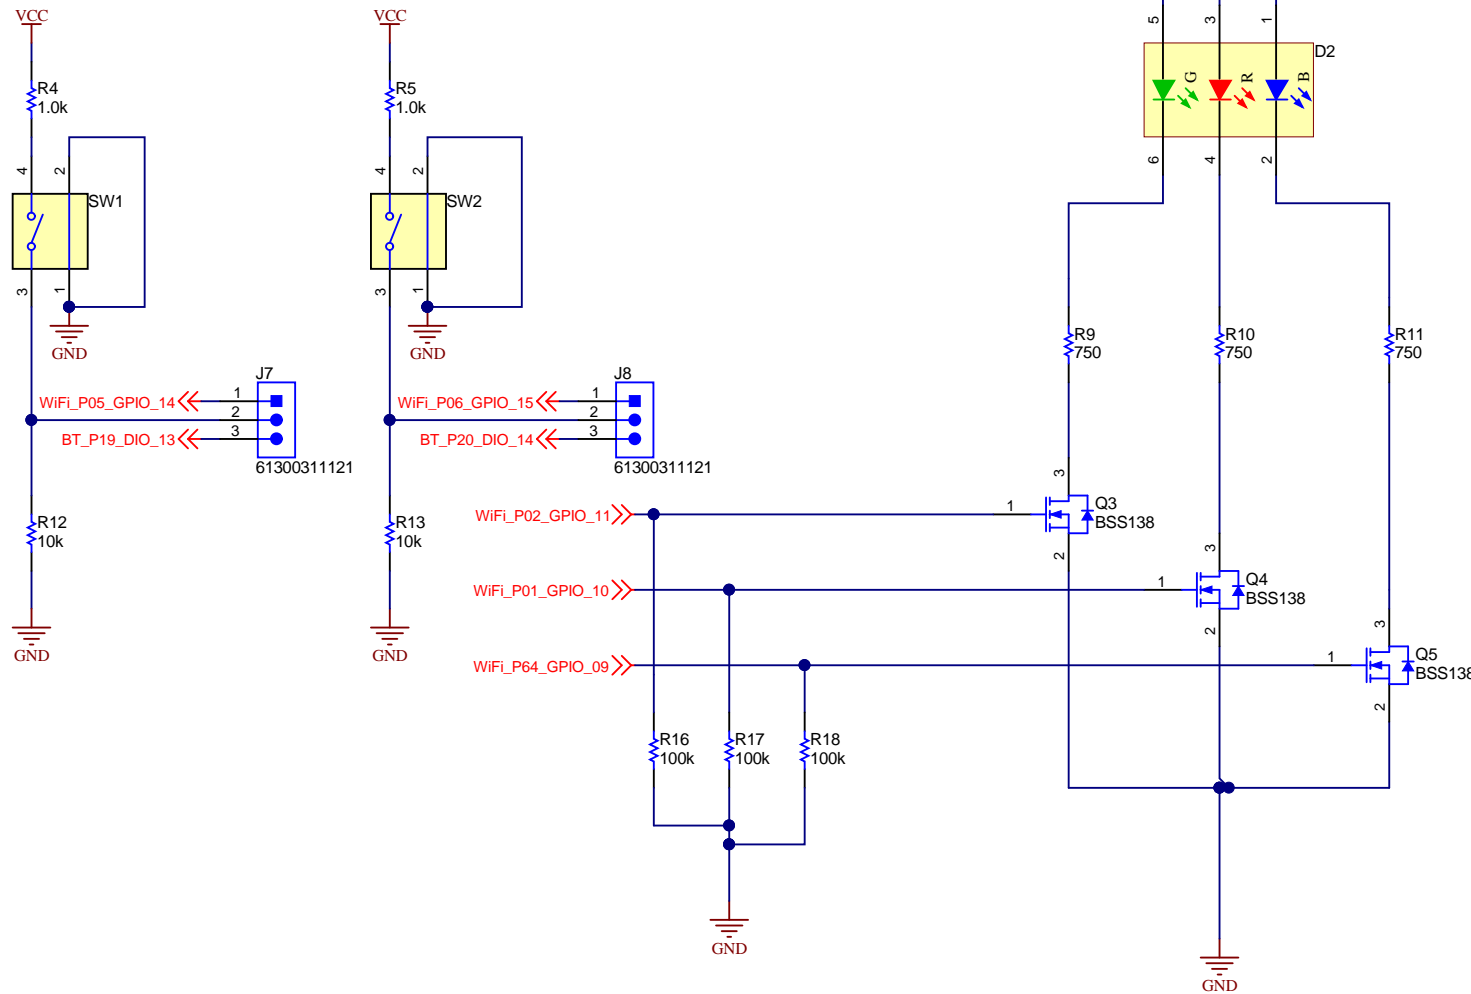 VCC
VCC
5
3
1
D2
G
R
B
R4
1.0k
R5
1.0k
4
2
4
2
6
4
2
SW1
SW2
3
1
3
1
GND
GND
R9
750
R10
750
R11
750
J7
J8
WiFi_P05_GPIO_14
1
2
BT_P19_DIO_13
3
61300311121
WiFi_P06_GPIO_15
1
2
BT_P20_DIO_14
3
61300311121
R12
10k
R13
10k
WiFi_P02_GPIO_11
1
3
Q3
BSS138
2
WiFi_P01_GPIO_10
1
3
Q4
BSS138
2
WiFi_P64_GPIO_09
1
3
Q5
BSS138
2
GND
GND
R16
100k
R17
100k
R18
100k
GND
GND